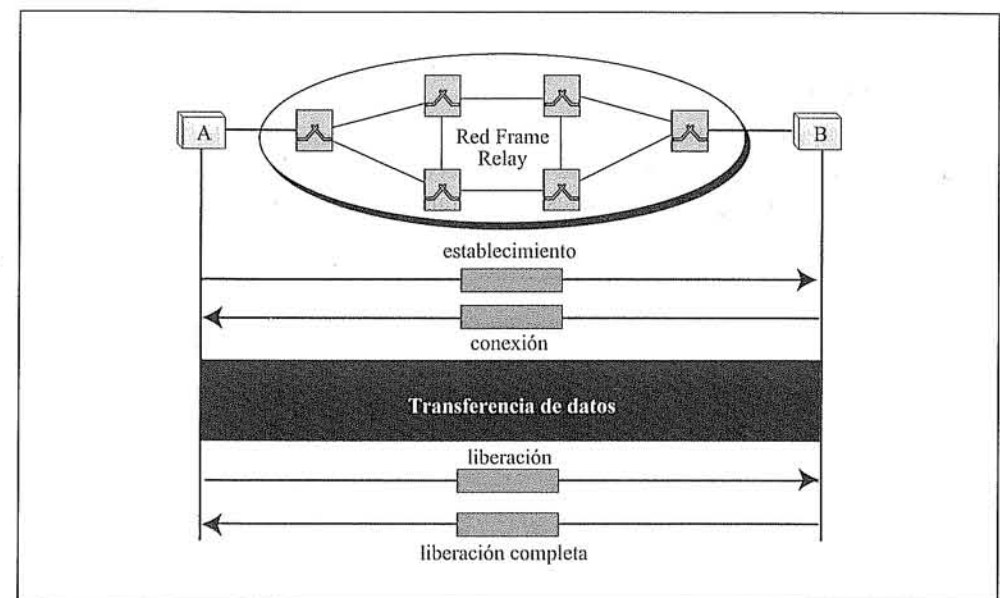 A
Red Frame
Relay
B
establecimiento
conexión
Transferencia de datos
liberación
liberación completa